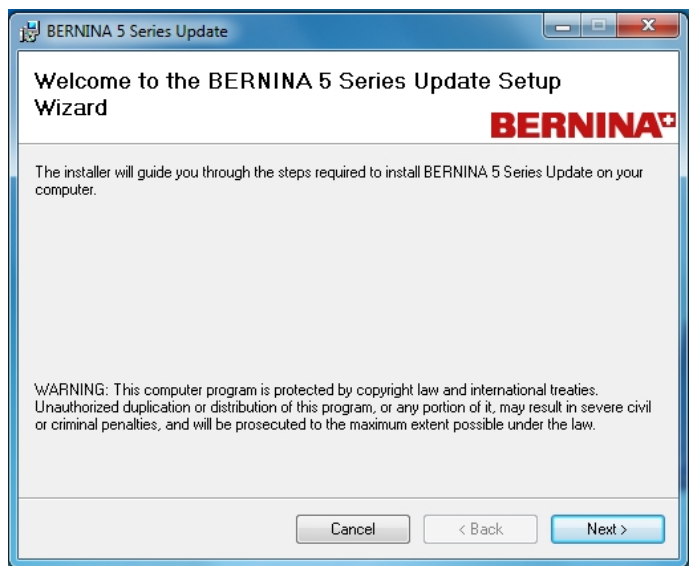 BERNINA 5 Series Update
Welcome to the BERNINA 5 Series Update Setup
Wizard
BERNINA
The installer will guide you through the steps required to install BERNINA 5 Series Update on your
computer.
WARNING: This computer program is protected by copyright law and international treaties.
Unauthorized duplication or distribution of this program, or any portion of it, may result in severe civil
or criminal penalties, and will be prosecuted to the maximum extent possible under the law.
Cancel
< Back
Next >